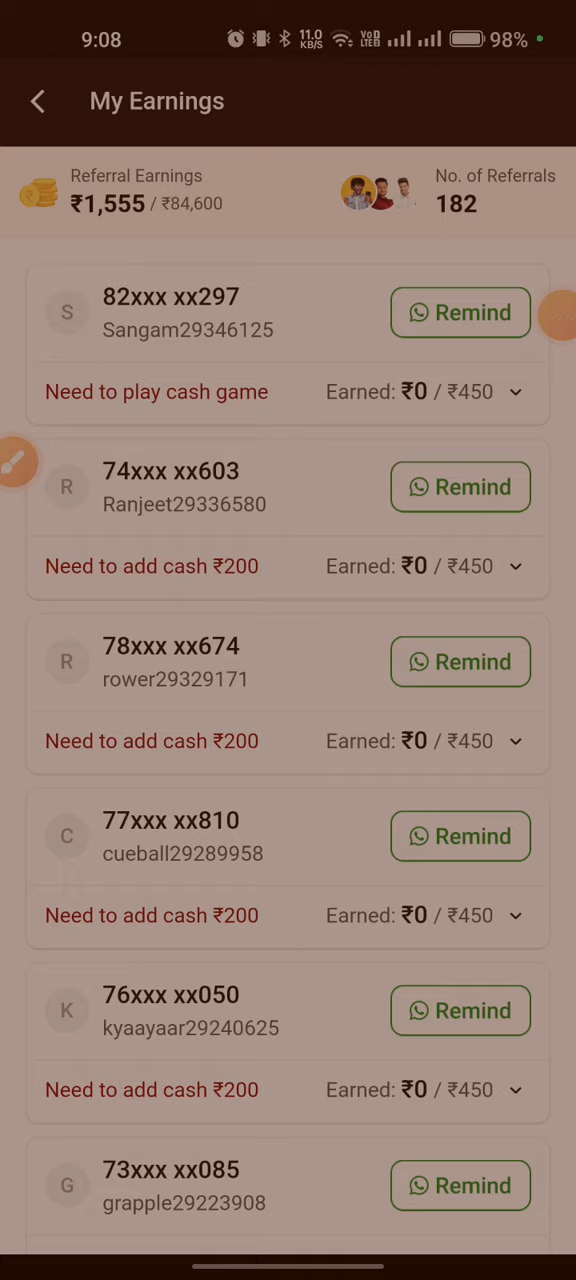 9:08 11.0 KB/S Vo LTE 98%
My Earnings
Referral Earnings
₹1,555 / ₹84,600
No. of Referrals
182
S
82xxx xx297
Sangam29346125
Remind
Need to play cash game
Earned: ₹0 / ₹450
R
74xxx xx603
Ranjeet29336580
Remind
Need to add cash ₹200
Earned: ₹0 / ₹450
R
78xxx xx674
rower29329171
Remind
Need to add cash ₹200
Earned: ₹0 / ₹450
C
77xxx xx810
cueball29289958
Remind
Need to add cash ₹200
Earned: ₹0 / ₹450
K
76xxx xx050
kyaayaar29240625
Remind
Need to add cash ₹200
Earned: ₹0 / ₹450
G
73xxx xx085
grapple29223908
Remind